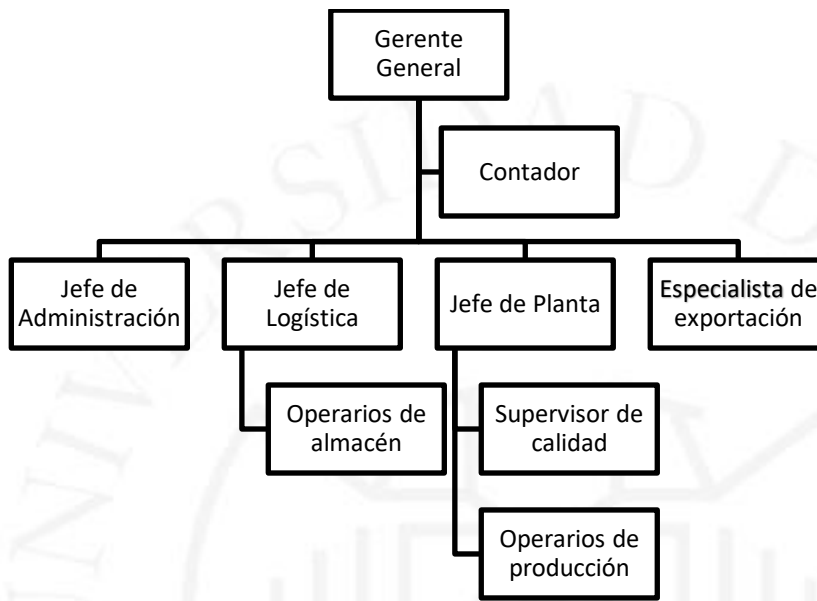 Gerente
General
Contador
Jefe de
Administración
Jefe de
Logística
Jefe de Planta
Especialista de
exportación
Operarios de
almacén
Supervisor de
calidad
Operarios de
producción
UNIVERSIDAD D